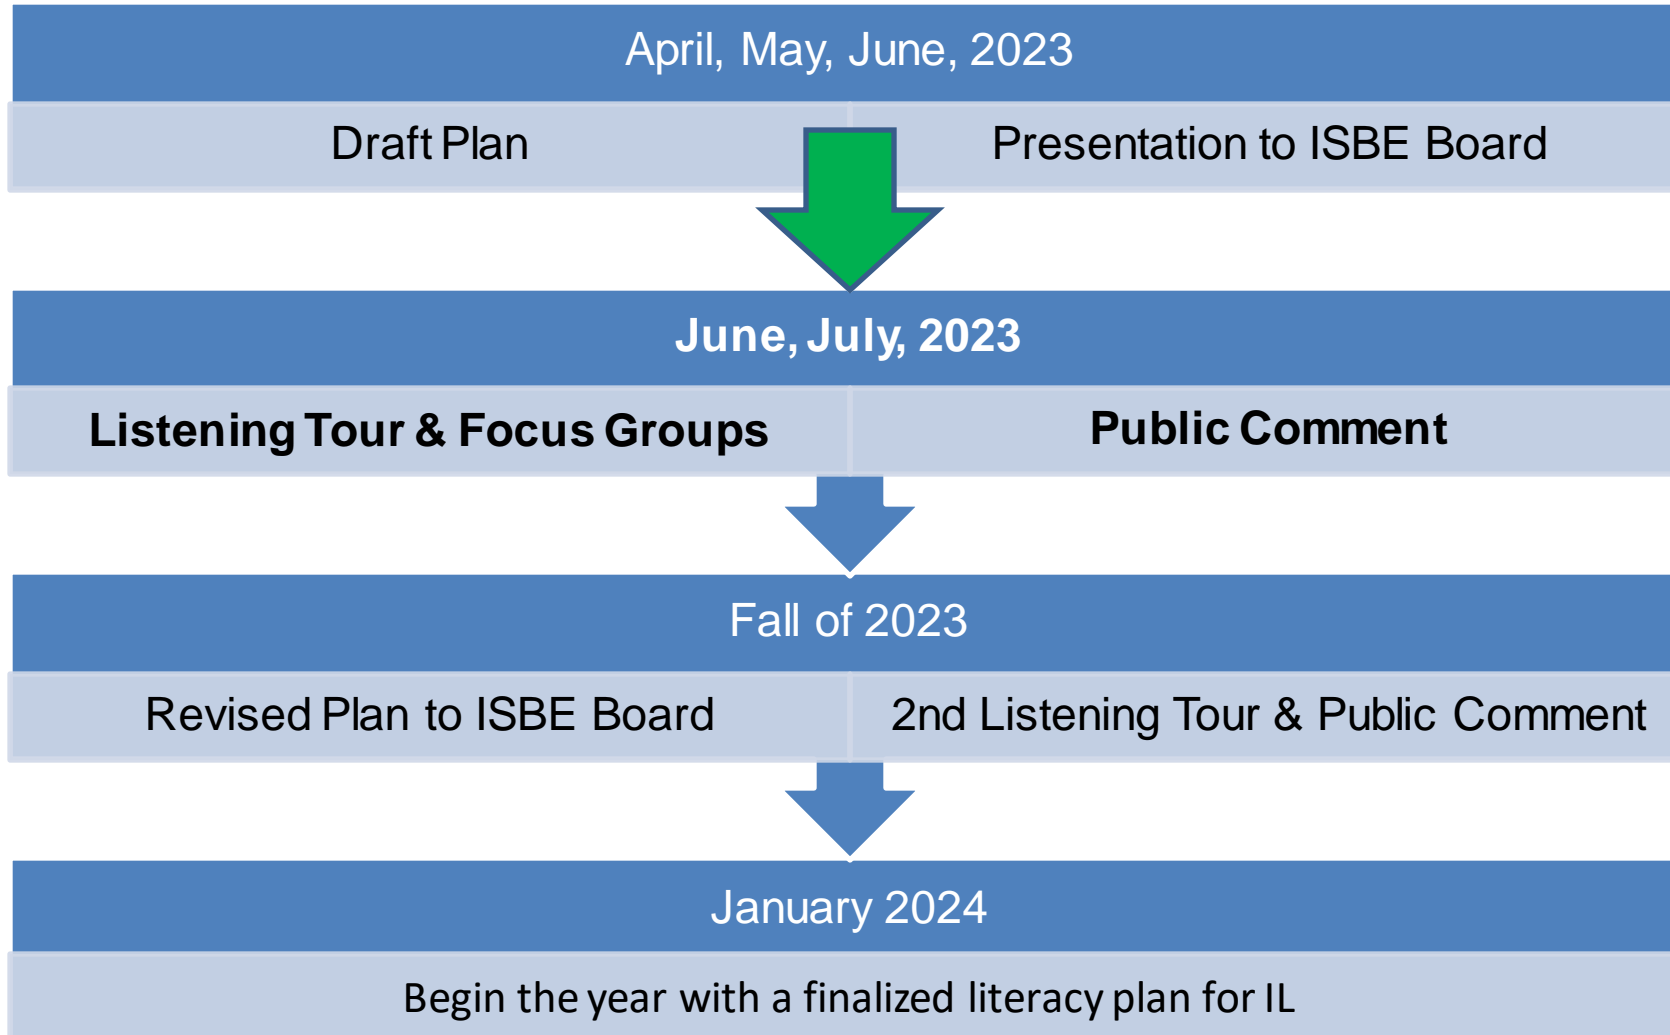 April, May, June, 2023
Draft Plan
Presentation to ISBE Board
June, July, 2023
Listening Tour & Focus Groups
Public Comment
Fall of 2023
Revised Plan to ISBE Board
2nd Listening Tour & Public Comment
January 2024
Begin the year with a finalized literacy plan for IL